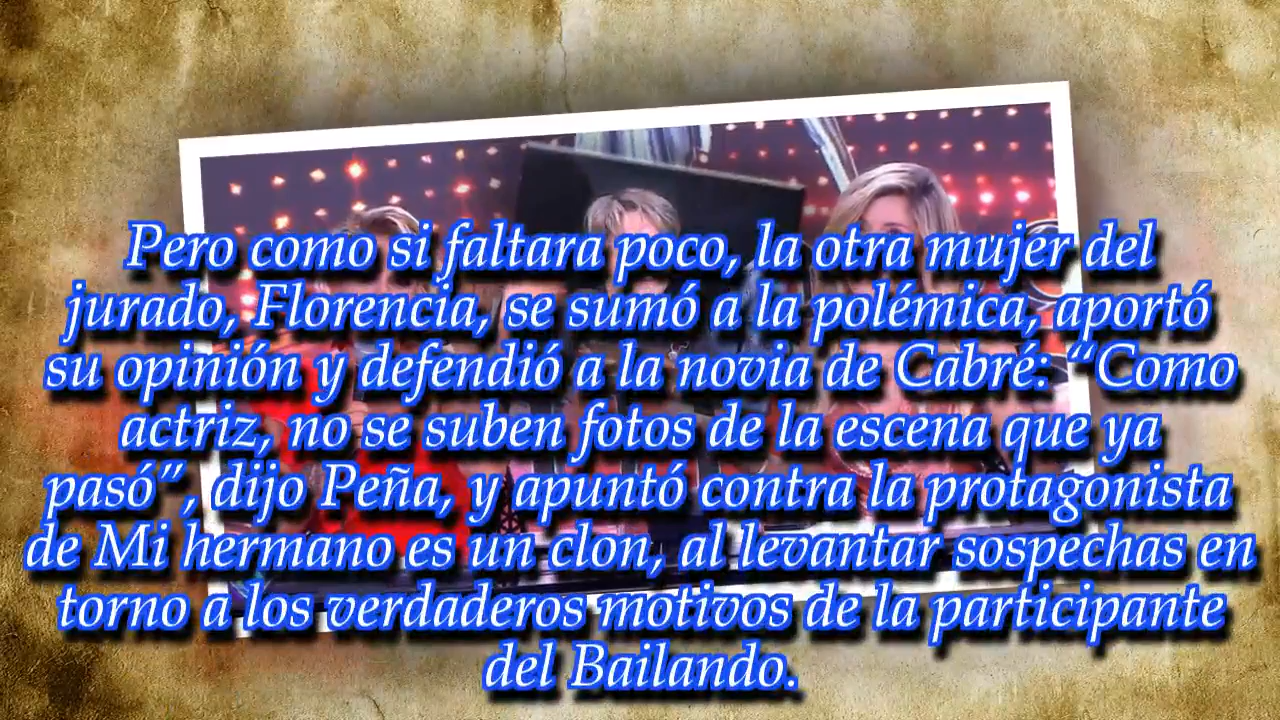 Pero como si faltara poco, la otra mujer del
jurado, Florencia, se sumó a la polémica, aportó
su opinión y defendió a la novia de Cabré: “Como
actriz, no se suben fotos de la escena que ya
pasó”, dijo Peña, y apuntó contra la protagonista
de Mi hermano es un clon, al levantar sospechas en
torno a los verdaderos motivos de la participante
del Bailando.